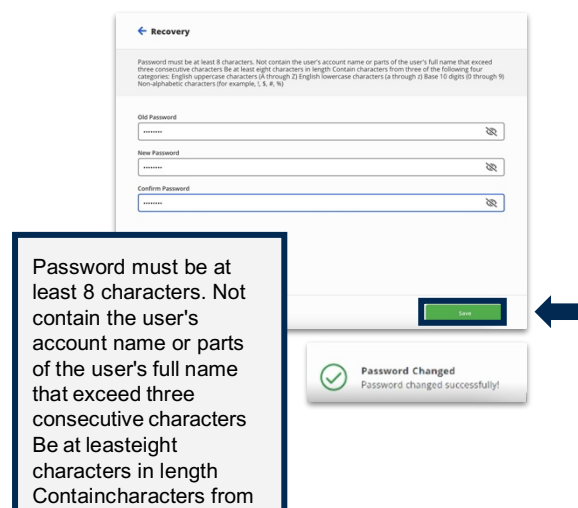 Recovery
Password must be at least 8 characters. Not contain the user's account name or parts of the user's full name that exceed
three consecutive characters Be at least eight characters in length Contain characters from three of the following four
categories: English uppercase characters (A through Z) English lowercase characters (a through z) Base 10 digits (0 through 9)
Non-alphabetic characters (for example, !, $, #, %)
Old Password
••••••••
New Password
••••••••
Confirm Password
••••••••
Save
Password Changed
Password changed successfully!
Password must be at
least 8 characters. Not
contain the user's
account name or parts
of the user's full name
that exceed three
consecutive characters
Be at leasteight
characters in length
Containcharacters from